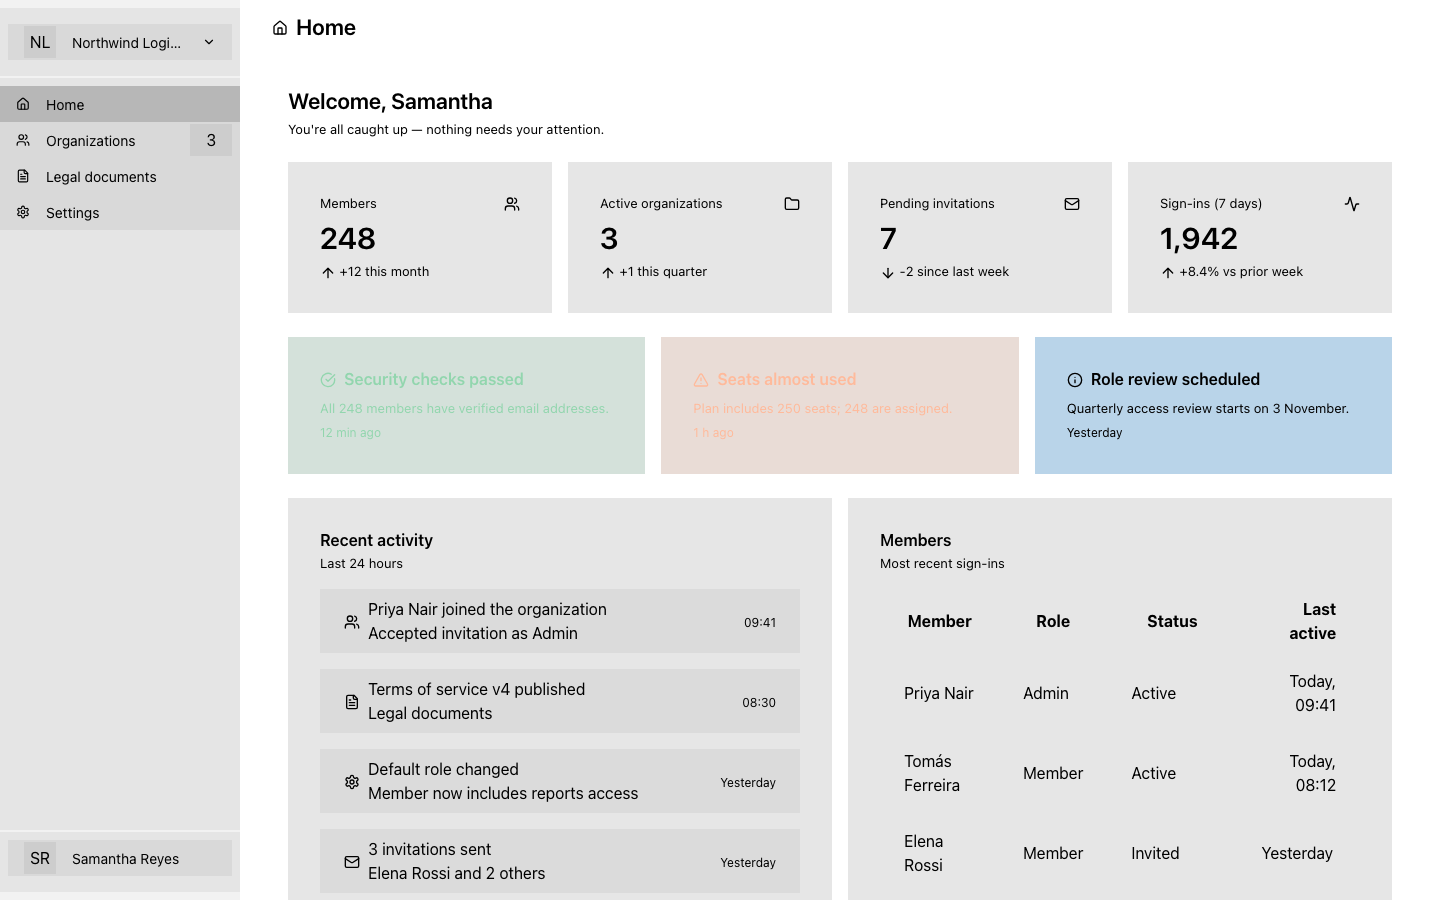 NL
Northwind Logi...
Home
Organizations
3
Legal documents
Settings
SR
Samantha Reyes
Home
Welcome, Samantha
You're all caught up — nothing needs your attention.
Members
248
+12 this month
Active organizations
3
+1 this quarter
Pending invitations
7
-2 since last week
Sign-ins (7 days)
1,942
+8.4% vs prior week
Security checks passed
All 248 members have verified email addresses.
12 min ago
Seats almost used
Plan includes 250 seats; 248 are assigned.
1 h ago
Role review scheduled
Quarterly access review starts on 3 November.
Yesterday
Recent activity
Last 24 hours
Priya Nair joined the organization
Accepted invitation as Admin
09:41
Terms of service v4 published
Legal documents
08:30
Default role changed
Member now includes reports access
Yesterday
3 invitations sent
Elena Rossi and 2 others
Yesterday
Members
Most recent sign-ins
Member Role Status Last active
Priya Nair Admin Active Today, 09:41
Tomás Ferreira Member Active Today, 08:12
Elena Rossi Member Invited Yesterday